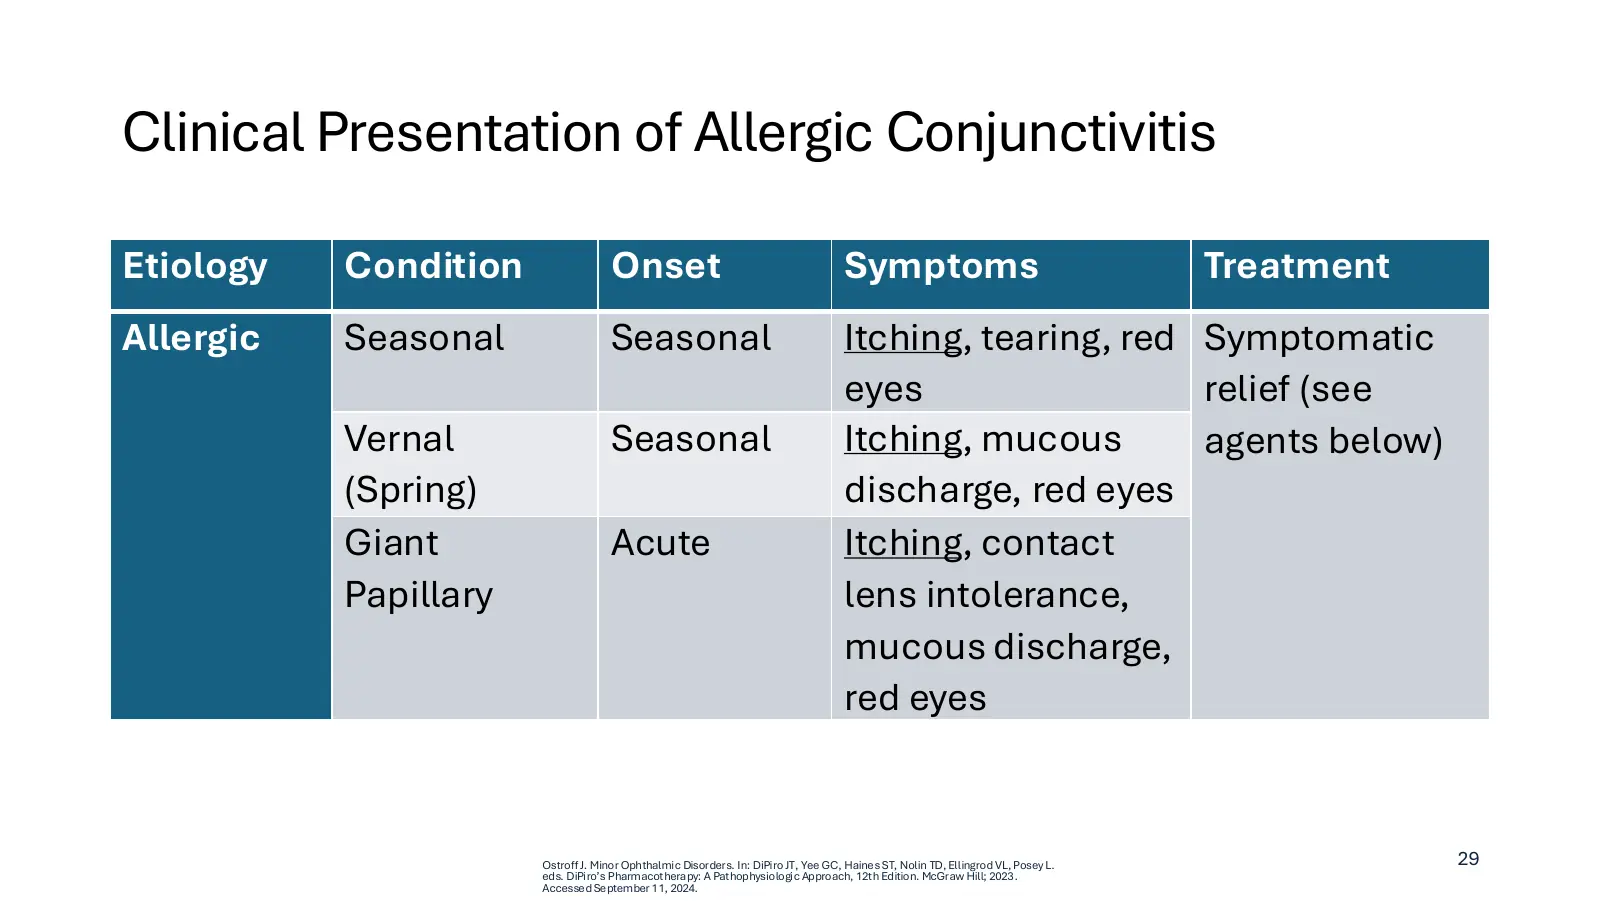 Clinical Presentation of Allergic Conjunctivitis
Etiology
Condition
Onset
Symptoms
Treatment
Allergic
Seasonal
Seasonal
Itching, tearing, red
eyes
Symptomatic
relief (see
agents below)
Vernal
(Spring)
Seasonal
Itching, mucous
discharge, red eyes
Giant
Papillary
Acute
Itching, contact
lens intolerance,
mucous discharge,
red eyes
Ostroff J. Minor Ophthalmic Disorders. In: DiPiro JT, Yee GC, Haines ST, Nolin TD, Ellingrod VL, Posey L.
eds. DiPiro’s Pharmacotherapy: A Pathophysiologic Approach, 12th Edition. McGraw Hill; 2023.
Accessed September 11, 2024.
29